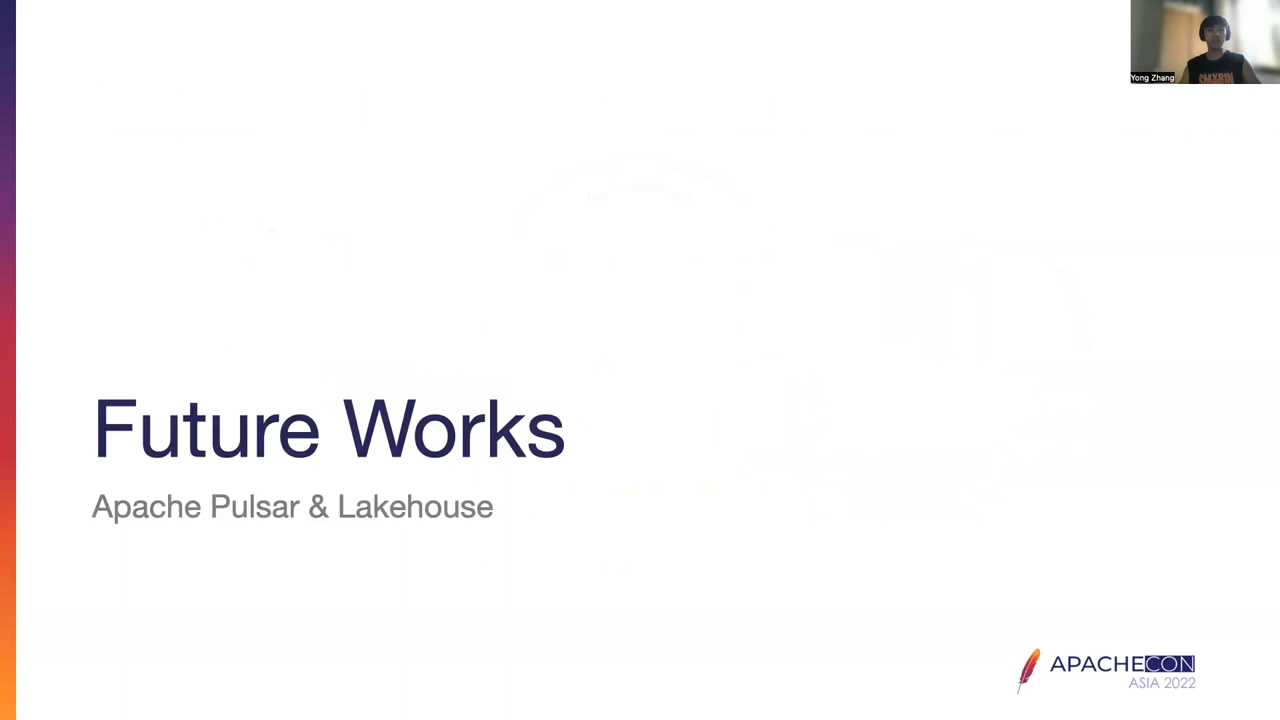 Yong Zhang
Future Works
Apache Pulsar & Lakehouse
APACHECON
ASIA 2022